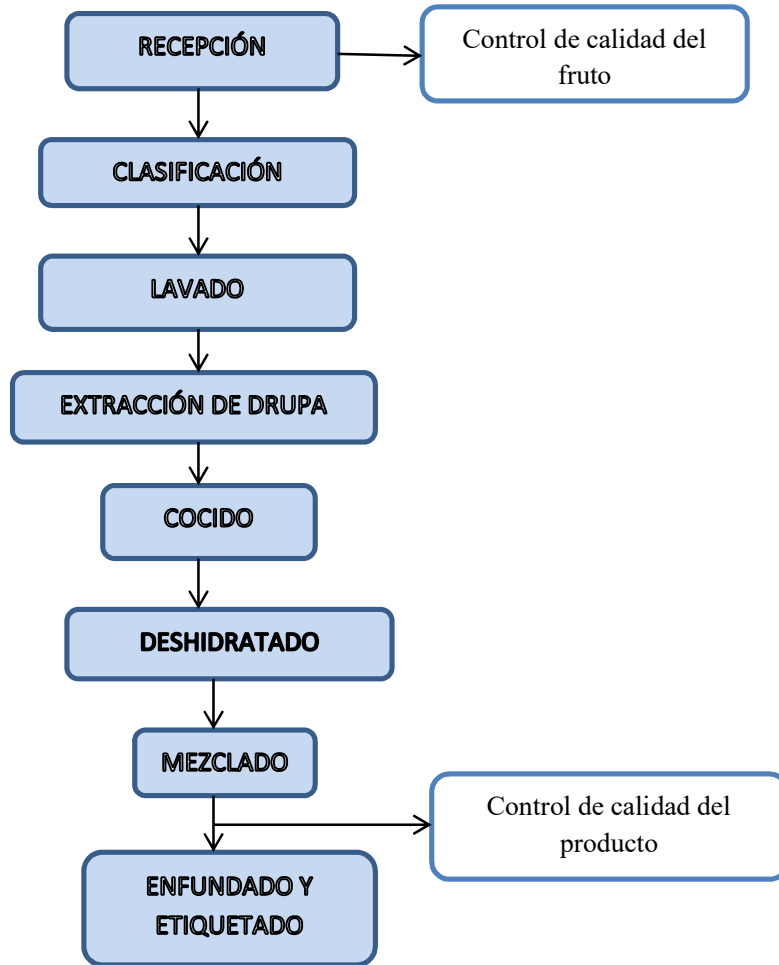 RECEPCIÓN
Control de calidad del
fruto
CLASIFICACIÓN
LAVADO
EXTRACCIÓN DE DRUPA
COCIDO
DESHIDRATADO
MEZCLADO
Control de calidad del
producto
ENFUNDADO Y
ETIQUETADO